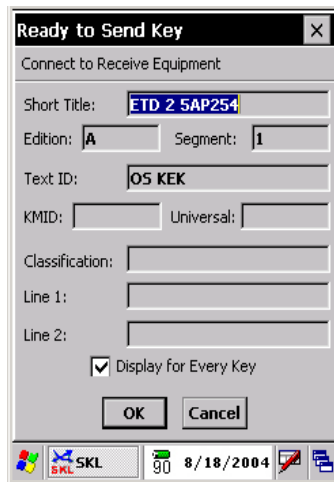 Ready to Send Key
Connect to Receive Equipment
Short Title: ETD 2 5AP254
Edition: A Segment: 1
Text ID: OS KEK
KMID: Universal:
Classification:
Line 1:
Line 2:
Display for Every Key
OK Cancel
SKL SKL 90 8/18/2004